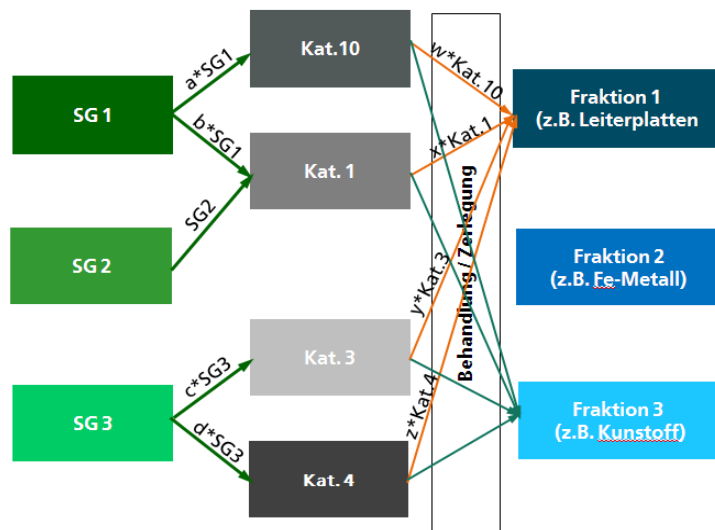 SG 1
SG 2
SG 3
a*SG1
b*SG1
SG2
c*SG3
d*SG3
Kat.10
Kat. 1
Kat. 3
Kat. 4
w*Kat.10
x*Kat.1
y*Kat.3
z*Kat.4
Behandlung / Zerlegung
Fraktion 1
(z.B. Leiterplatten
Fraktion 2
(z.B. Fe-Metall)
Fraktion 3
(z.B. Kunstoff)